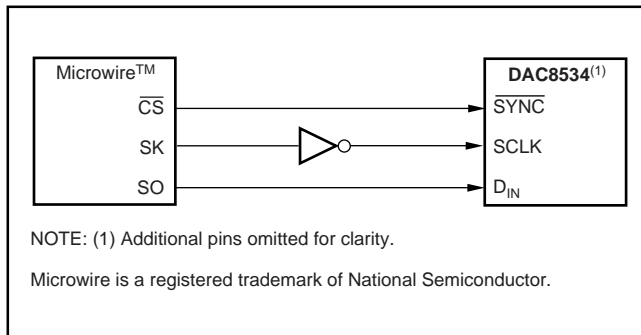 Microwire™
DAC8534(1)
CS
SYNC
SK
SCLK
SO
DIN
NOTE: (1) Additional pins omitted for clarity.
Microwire is a registered trademark of National Semiconductor.